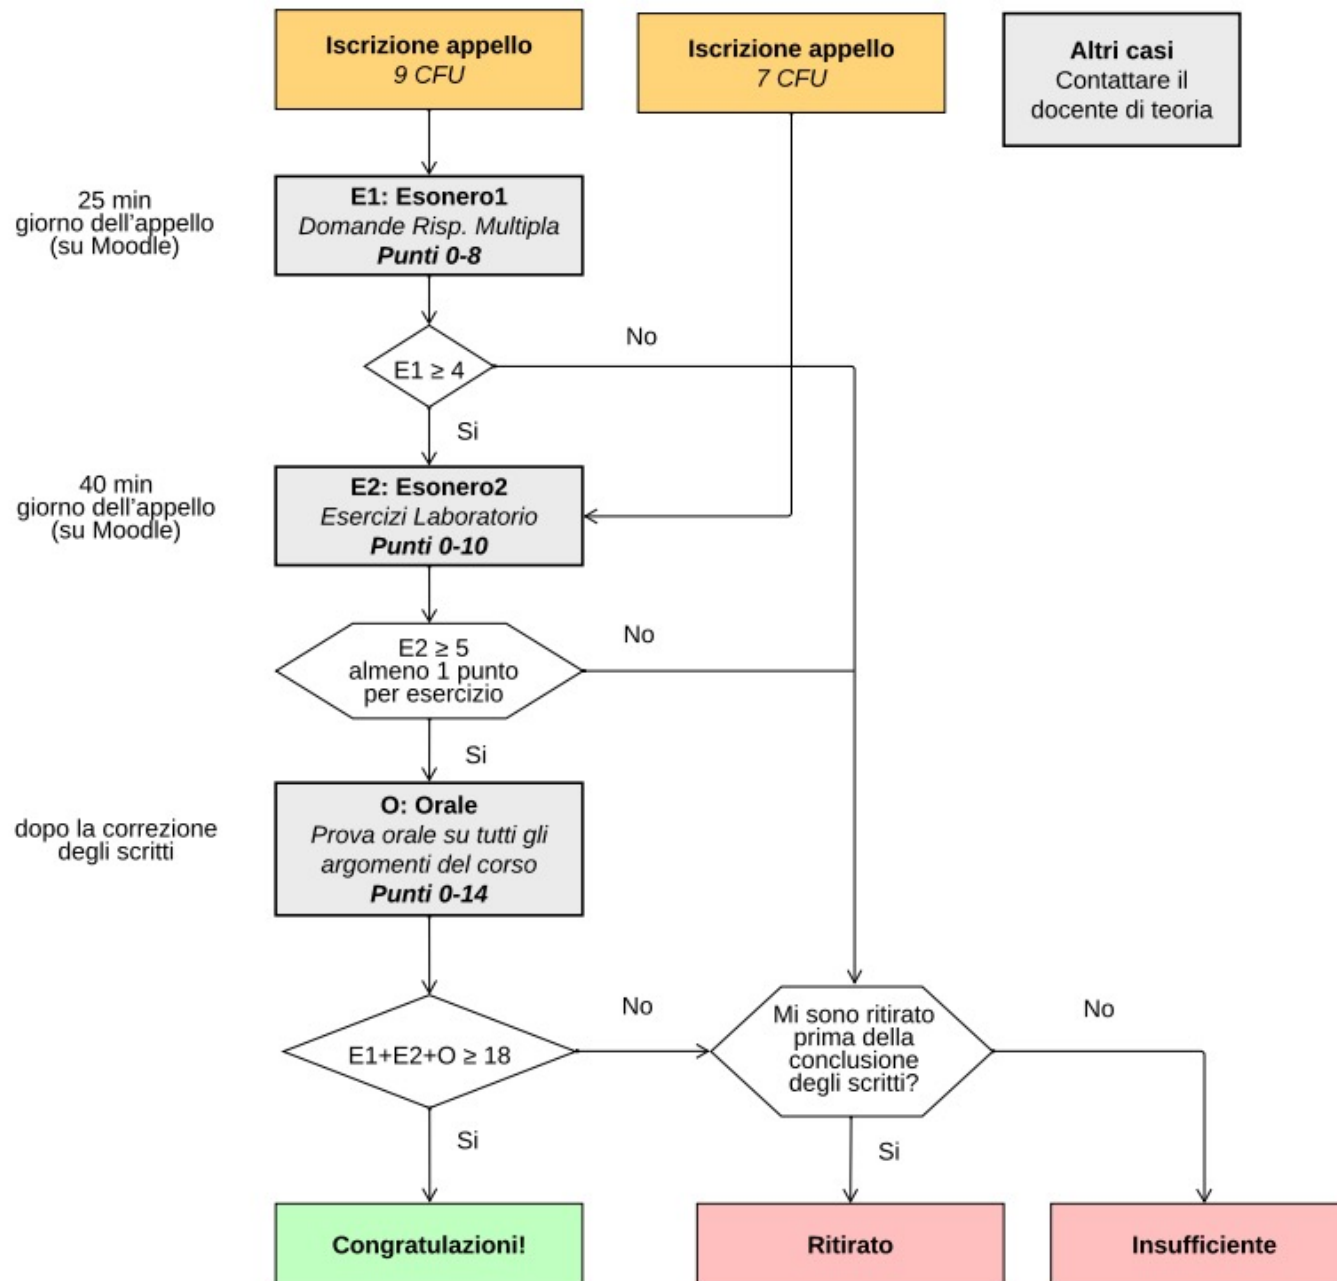 Iscrizione appello
9 CFU
Iscrizione appello
7 CFU
Altri casi
Contattare il
docente di teoria
25 min
giorno dell'appello
(su Moodle)
E1: Esonero1
Domande Risp. Multipla
Punti 0-8
E1 ≥ 4
No
Si
40 min
giorno dell'appello
(su Moodle)
E2: Esonero2
Esercizi Laboratorio
Punti 0-10
E2 ≥ 5
almeno 1 punto
per esercizio
No
Si
dopo la correzione
degli scritti
O: Orale
Prova orale su tutti gli
argomenti del corso
Punti 0-14
E1+E2+O ≥ 18
No
Mi sono ritirato
prima della
conclusione
degli scritti?
No
Si
Si
Congratulazioni!
Ritirato
Insufficiente